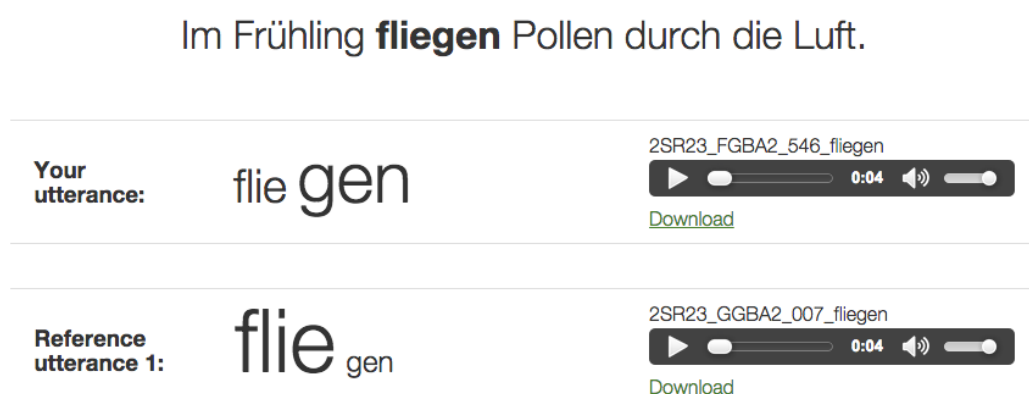 Im Frühling fliegen Pollen durch die Luft.
2SR23_FGBA2_546_fliegen
Your
utterance:
flie gen
0:04
Download
2SR23_GGBA2_007_fliegen
Reference
utterance 1:
flie gen
0:04
Download